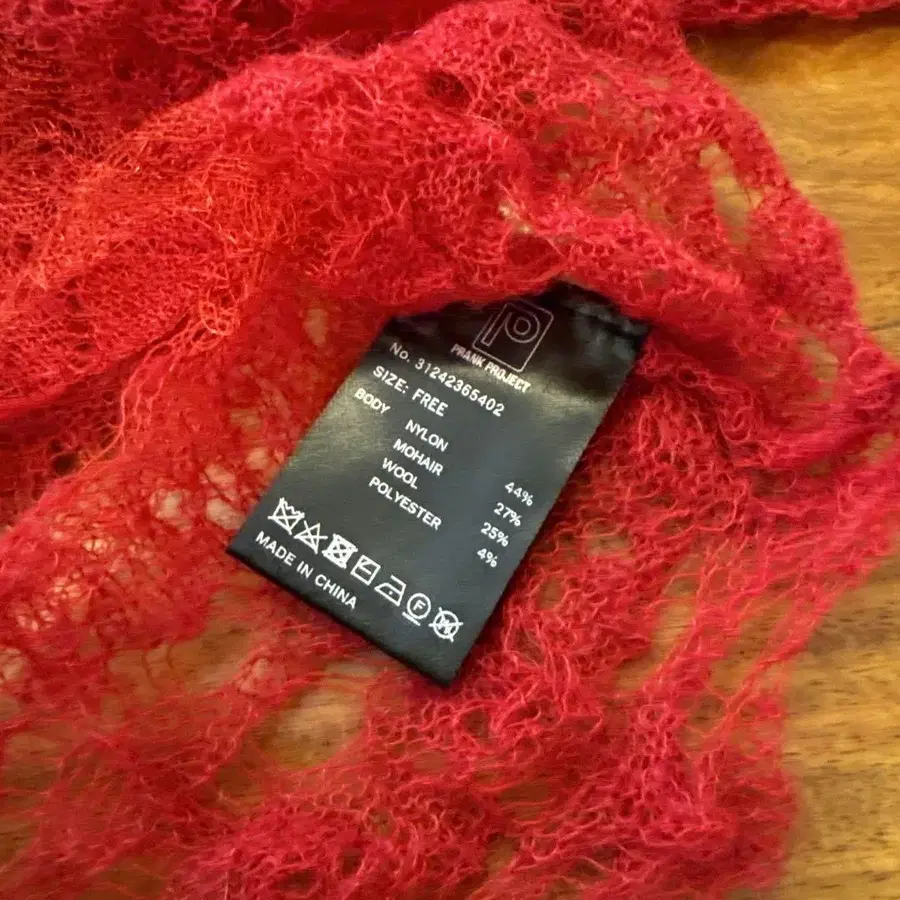 PRANK PROJECT
No. 31242365402
SIZE: FREE
BODY
NYLON 44%
MOHAIR 27%
WOOL 25%
POLYESTER 4%
F
W
MADE IN CHINA